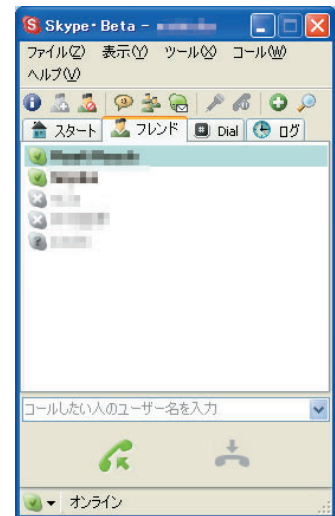 Skype・Beta -
ファイル(Z) 表示(Y) ツール(X) コール(W)
ヘルプ(V)
スタート フレンド Dial ログ
コールしたい人のユーザー名を入力
オンライン